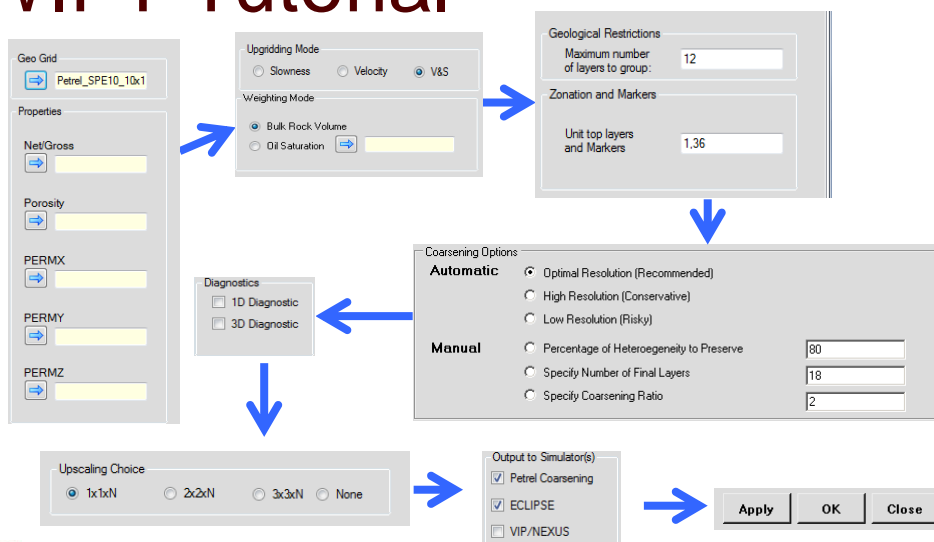 Tutorial
Geo Grid
Petrel_SPE10_10x1
Properties
Net/Gross
Porosity
PERMX
PERMY
PERMZ
Upgridding Mode
Slowness
Velocity
V&S
Weighting Mode
Bulk Rock Volume
Oil Saturation
Geological Restrictions
Maximum number
of layers to group:
12
Zonation and Markers
Unit top layers
and Markers
1,36
Coarsening Options
Automatic
Optimal Resolution (Recommended)
High Resolution (Conservative)
Low Resolution (Risky)
Manual
Percentage of Heteroegeneity to Preserve
80
Specify Number of Final Layers
18
Specify Coarsening Ratio
2
Diagnostics
1D Diagnostic
3D Diagnostic
Upscaling Choice
1x1xN
2x2xN
3x3xN
None
Output to Simulator(s)
Petrel Coarsening
ECLIPSE
VIP/NEXUS
Apply
OK
Close